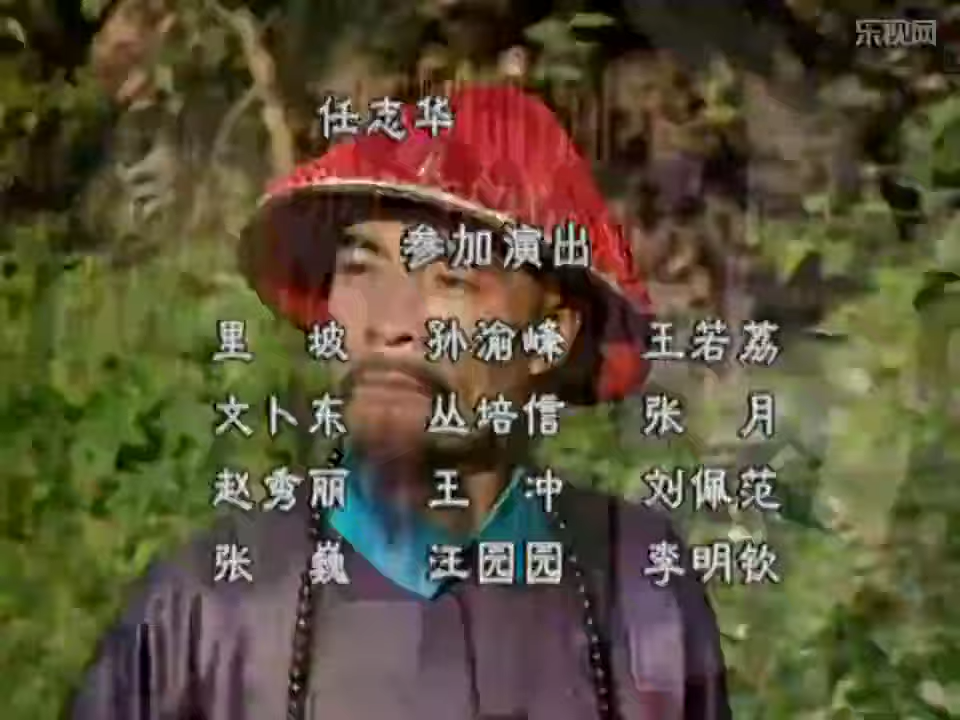 乐视网
任志华
参加演出
里 坡 孙渝峰 王若荔
文卜东 丛培信 张 月
赵秀丽 王 冲 刘佩范
张 巍 汪园园 李明钦